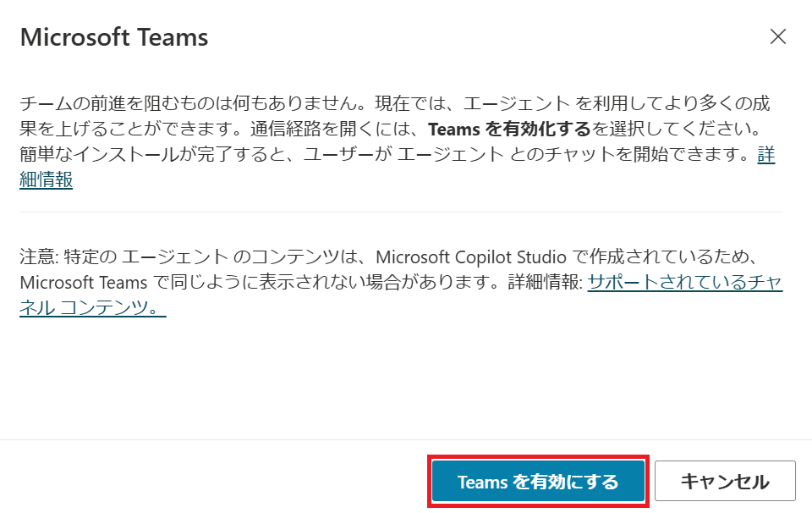 Microsoft Teams
チームの前進を阻むものは何もありません。現在では、エージェント を利用してより多くの成
果を上げることができます。通信経路を開くには、Teams を有効化するを選択してください。
簡単なインストールが完了すると、ユーザーが エージェント とのチャットを開始できます。詳
細情報
注意: 特定の エージェント のコンテンツは、Microsoft Copilot Studio で作成されているため、
Microsoft Teams で同じように表示されない場合があります。詳細情報: サポートされているチャ
ネル コンテンツ。
Teams を有効にする
キャンセル